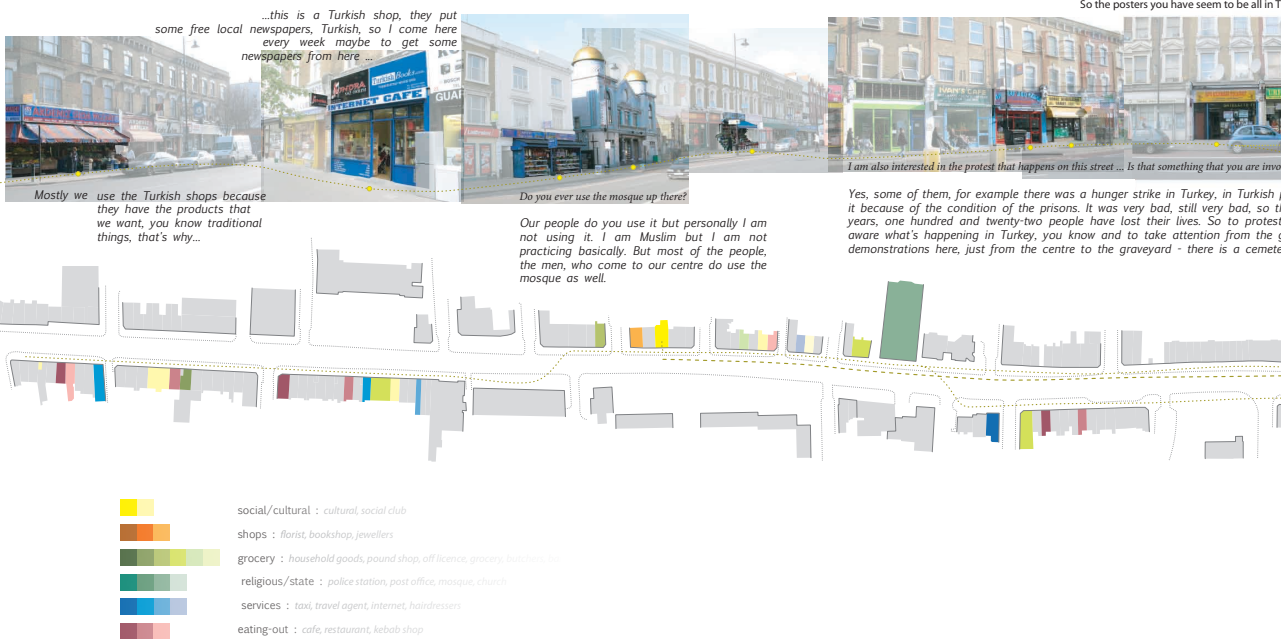 So the posters you have seem to be all in T
...this is a Turkish shop, they put
some free local newspapers, Turkish, so I come here
every week maybe to get some
newspapers from here ...
TurkishBooks.com
INTERNET CAFE
IVAN'S CAFE
Mostly we use the Turkish shops because
they have the products that
we want, you know traditional
things, that's why...
Do you ever use the mosque up there?
Our people do you use it but personally I am
not using it. I am Muslim but I am not
practicing basically. But most of the people,
the men, who come to our centre do use the
mosque as well.
I am also interested in the protest that happens on this street ... Is that something that you are invo
Yes, some of them, for example there was a hunger strike in Turkey, in Turkish p
it because of the condition of the prisons. It was very bad, still very bad, so th
years, one hundred and twenty-two people have lost their lives. So to protest
aware what's happening in Turkey, you know and to take attention from the g
demonstrations here, just from the centre to the graveyard - there is a cemete
social/cultural : cultural, social club
shops : florist, bookshop, jewellers
grocery : household goods, pound shop, off licence, grocery,
religious/state : police station, post office, mosque, church
services : taxi, travel agent, internet, hairdressers
eating-out : cafe, restaurant, kebab shop